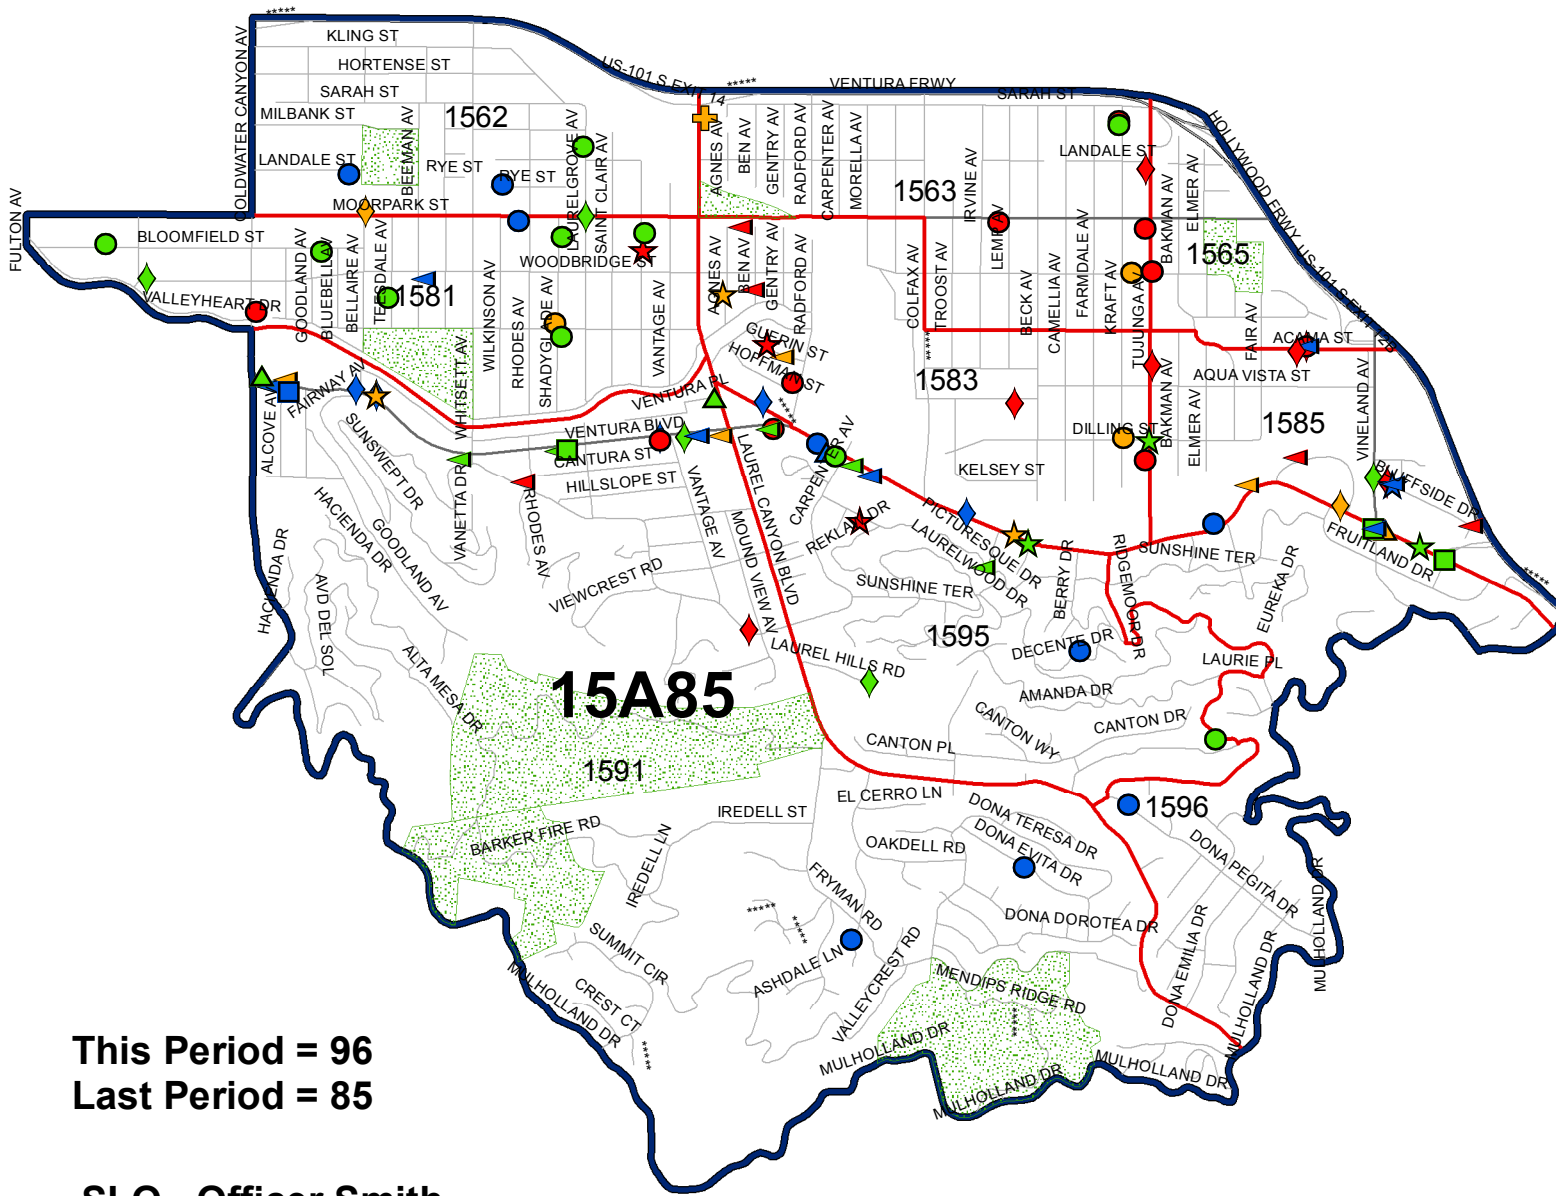 *****
KLING ST
HORTENSE ST
SARAH ST
MILBANK ST
1562
US-101 S EXIT 14
*****
VENTURA FRWY
SARAH ST
HOLLYWOOD FRWY
COLDWATER CANYON AV
LANDALE ST
BEEMAN AV
RYE ST
RYE ST
LAURELGROVE AV
SAINT CLAIR AV
AGNES AV
BEN AV
GENTRY AV
RADFORD AV
CARPENTER AV
MORELLA AV
1563
IRVINE AV
LANDALE ST
ELMER AV
BAKMAN AV
FULTON AV
MOORPARK ST
BLOOMFIELD ST
WOODBRIDGE ST
1565
US-101 S EXIT 12B
VALLEYHEART DR
GOODLAND AV
BLUEBELL AV
BELLAIRE AV
TEESDALE AV
1581
WHITSETT AV
WILKINSON AV
RHODES AV
SHADYGLADE AV
VANTAGE AV
AGNES AV
BEN AV
GENTRY AV
RADFORD AV
COLFAX AV
TROOST AV
LEMP AV
BECK AV
CAMELLIA AV
FARMDALE AV
KRAFT AV
TUJUNGA AV
FAIR AV
ACAMA ST
GUERIN ST
HOFFMAN ST
*****
1583
AQUA VISTA ST
ALCOVE AV
FAIRWAY AV
VENTURA PL
VENTURA BLVD
*****
1585
VINELAND AV
DILLING ST
BAKMAN AV
ELMER AV
KELSEY ST
CANTURA ST
HILLSLOPE ST
SUNSWEPT DR
HACIENDA DR
GOODLAND AV
VANETTA DR
RHODES AV
VANTAGE AV
MOUND VIEW AV
LAUREL CANYON BLVD
CARPENTER AV
REKLAW DR
PICTURESQUE DR
LAURELWOOD DR
BERRY DR
RIDGEMOOR DR
SUNSHINE TER
BLUFFSIDE DR
FRUITLAND DR
*****
HACIENDA DR
AVD DEL SOL
VIEWCREST RD
SUNSHINE TER
EUREKA DR
ALTA MESA DR
15A85
LAUREL HILLS RD
1595
DECENTE DR
LAURIE PL
AMANDA DR
CANTON DR
CANTON WY
CANTON PL
1591
EL CERRO LN
1596
IREDELL ST
BARKER FIRE RD
IREDELL LN
OAKDELL RD
DONA TERESA DR
DONA EVITA DR
DONA PEGITA DR
FRYMAN RD
*****
*****
DONA DOROTEA DR
DONA EMILIA DR
MULHOLLAND DR
MULHOLLAND DR
SUMMIT CIR
CREST CT
MULHOLLAND DR
*****
ASHDALE LN
VALLEYCREST RD
MENDIPS RIDGE RD
*****
MULHOLLAND DR
MULHOLLAND DR
MULHOLLAND DR
This Period = 96
Last Period = 85
SLO - Officer Smith